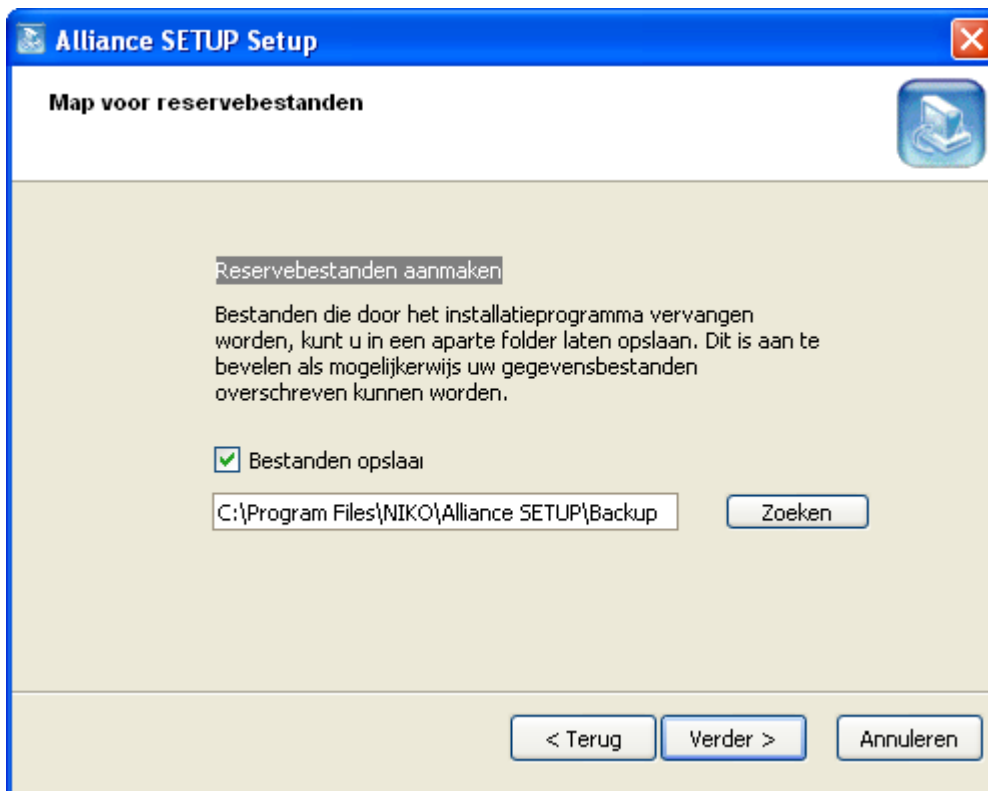 Alliance SETUP Setup
Map voor reservebestanden
Reservebestanden aanmaken
Bestanden die door het installatieprogramma vervangen
worden, kunt u in een aparte folder laten opslaan. Dit is aan te
bevelen als mogelijkerwijs uw gegevensbestanden
overschreven kunnen worden.
Bestanden opslaa
C:\Program Files\NIKO\Alliance SETUP\Backup
Zoeken
< Terug
Verder >
Annuleren